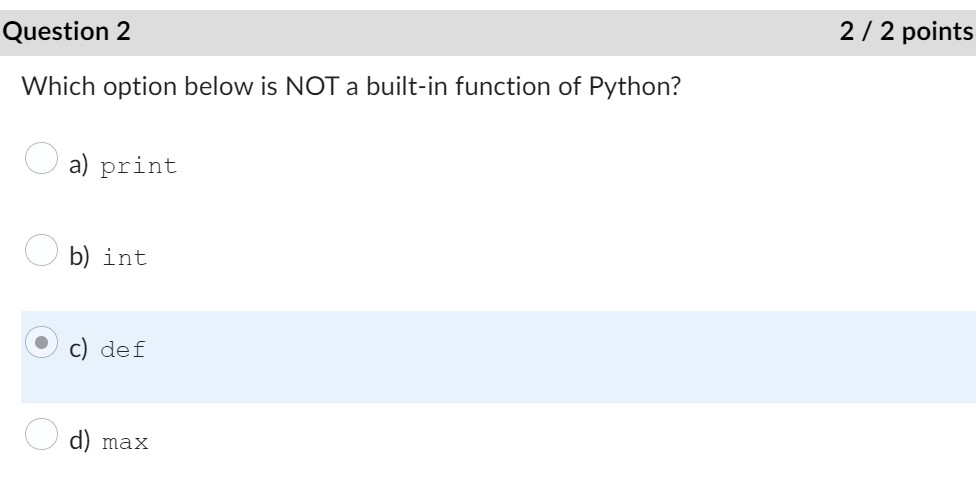 Question 2 2 / 2 points
Which option below is NOT a built-in function of Python?
a) print
b) int
c) def
d) max